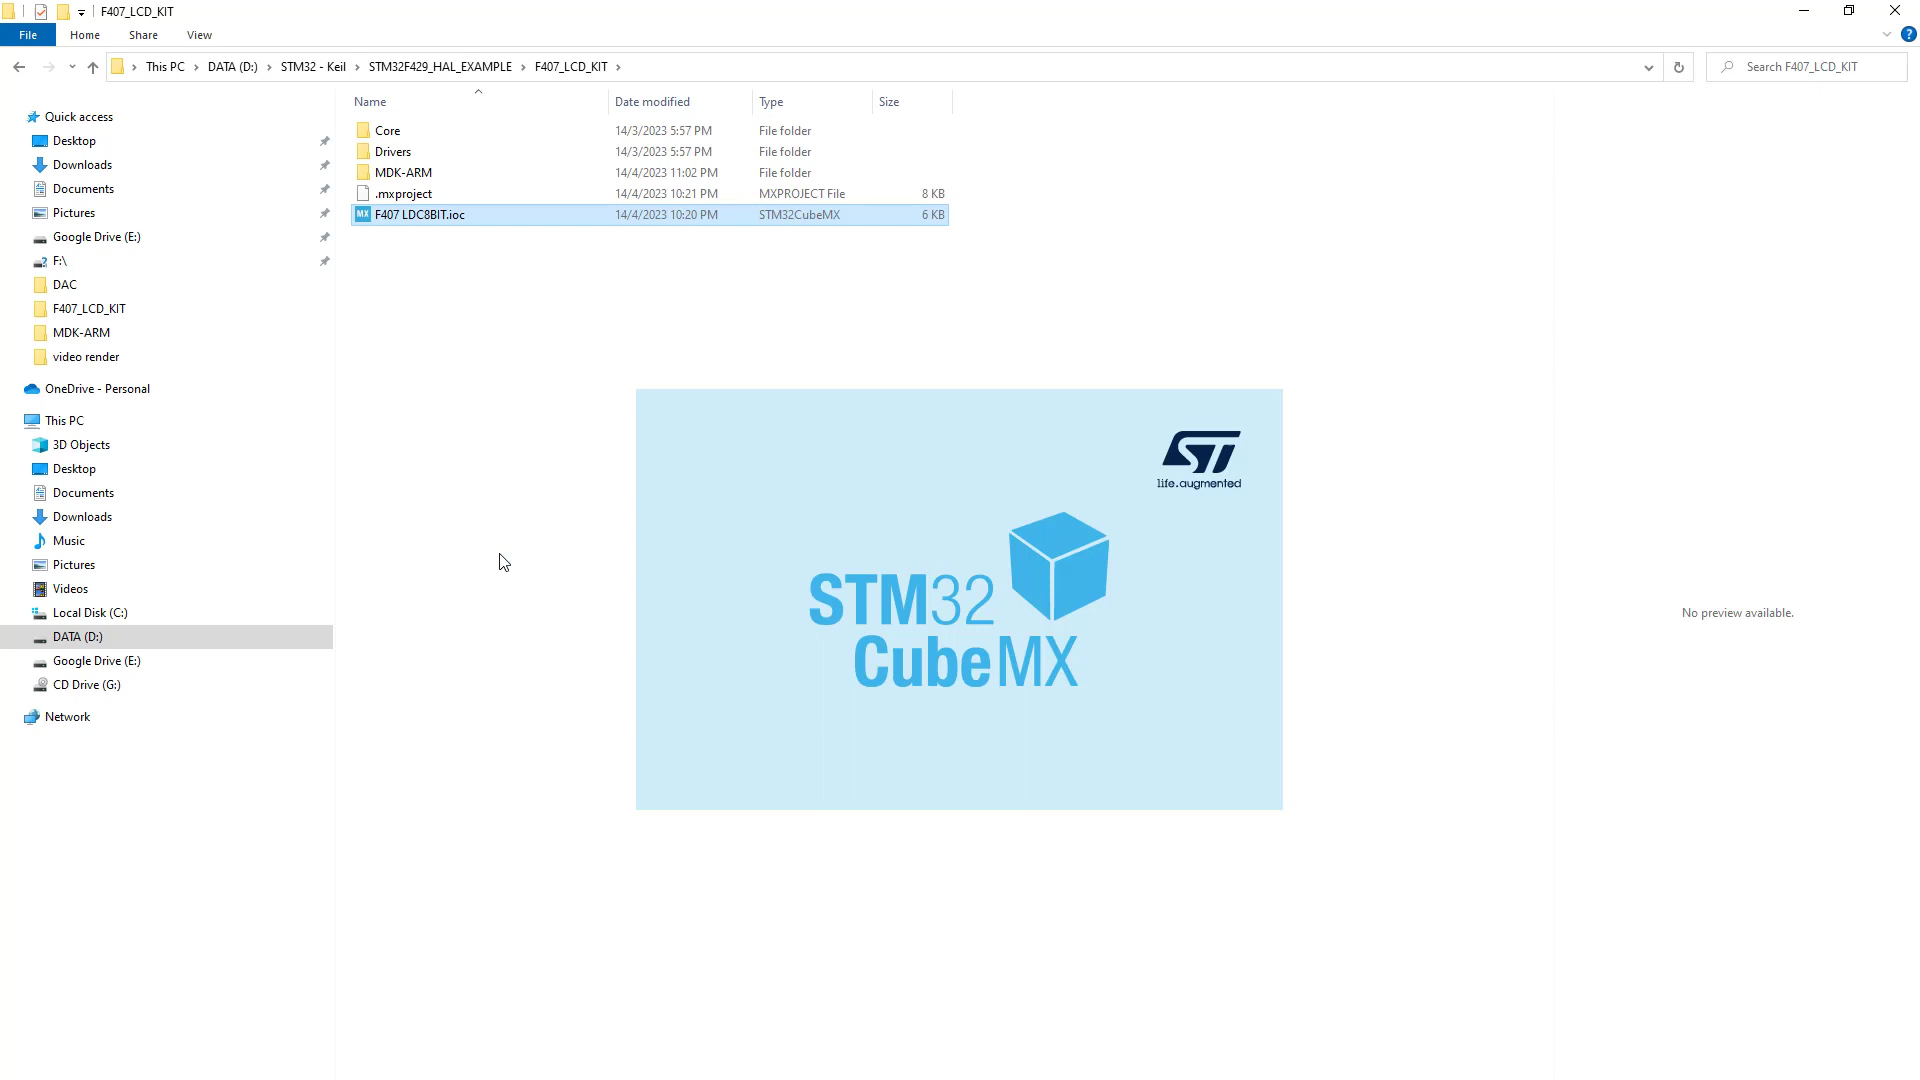 F407_LCD_KIT
File Home Share View
This PC DATA (D:) STM32 - Keil STM32F429_HAL_EXAMPLE F407_LCD_KIT
Search F407_LCD_KIT
Quick access
Desktop
Downloads
Documents
Pictures
Google Drive (E:)
F:\
DAC
F407_LCD_KIT
MDK-ARM
video render
OneDrive - Personal
This PC
3D Objects
Desktop
Documents
Downloads
Music
Pictures
Videos
Local Disk (C:)
DATA (D:)
Google Drive (E:)
CD Drive (G:)
Network
Name Date modified Type Size
Core 14/3/2023 5:57 PM File folder
Drivers 14/3/2023 5:57 PM File folder
MDK-ARM 14/4/2023 11:02 PM File folder
.mxproject 14/4/2023 10:21 PM MXPROJECT File 8 KB
MX F407 LDC8BIT.ioc 14/4/2023 10:20 PM STM32CubeMX 6 KB
ST
life.augmented
STM32
CubeMX
No preview available.